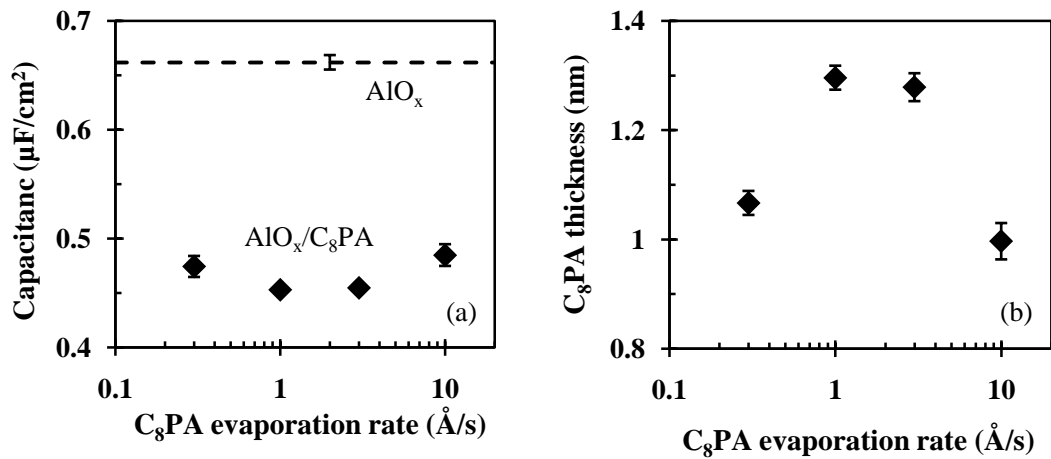 0.7
0.6
0.5
0.4
0.1
1
10
Capacitanc (µF/cm²)
C₈PA evaporation rate (Å/s)
AlOₓ
AlOₓ/C₈PA
(a)
1.4
1.2
1
0.8
0.1
1
10
C₈PA thickness (nm)
C₈PA evaporation rate (Å/s)
(b)